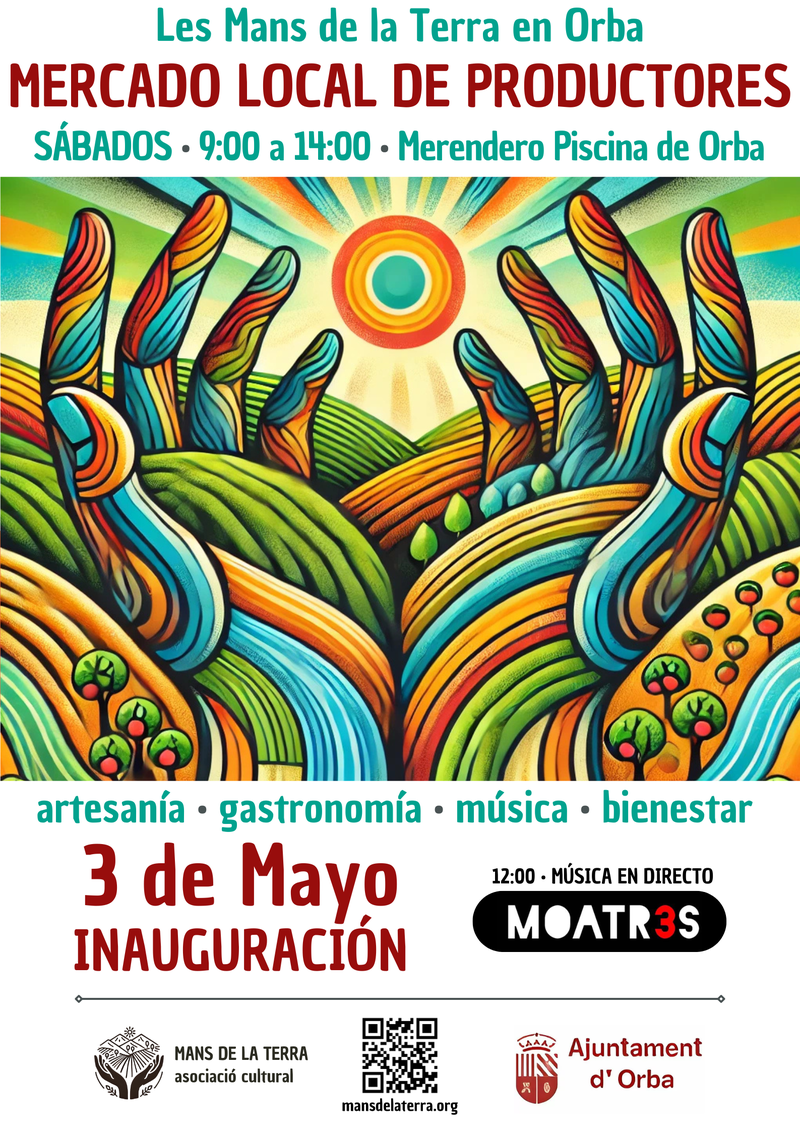 Les Mans de la Terra en Orba
MERCADO LOCAL DE PRODUCTORES
SÁBADOS • 9:00 a 14:00 • Merendero Piscina de Orba
artesanía • gastronomía • música • bienestar
3 de Mayo
INAUGURACIÓN
12:00 • MÚSICA EN DIRECTO
MOATR3S
MANS DE LA TERRA
asociació cultural
mansdelaterra.org
Ajuntament
d' Orba